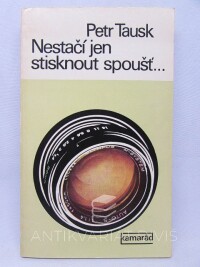 Petr Tausk
Nestačí jen
stisknout spoušť...
ANTIKVARIÁT AVIS
kamarád